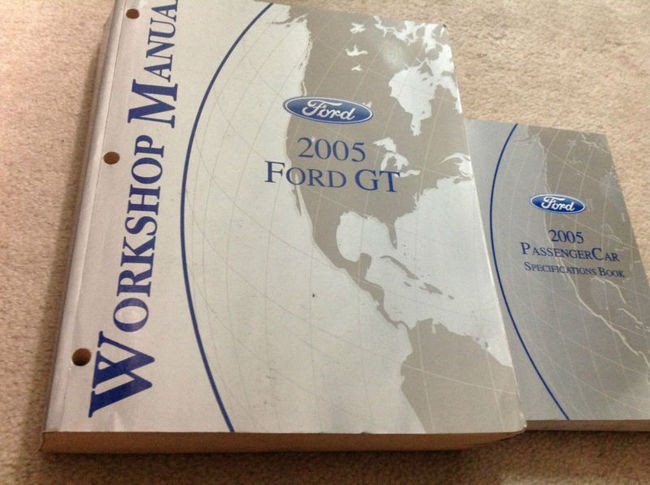 WORKSHOP MANUAL
Ford
2005
FORD GT
Ford
2005
PASSENGERCAR
SPECIFICATIONS BOOK